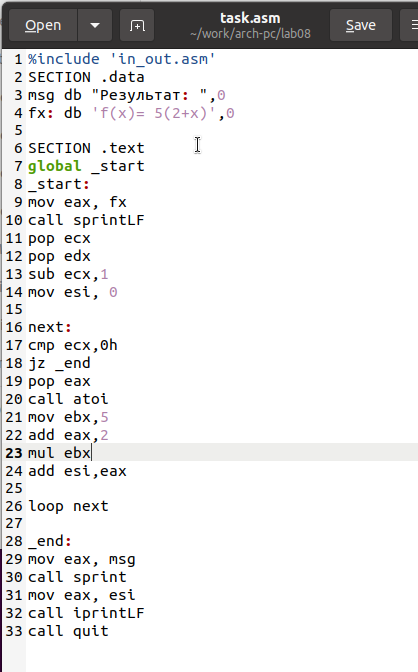 Open
task.asm
~/work/arch-pc/lab08
Save
1 %include 'in_out.asm'
2 SECTION .data
3 msg db "Результат: ",0
4 fx: db 'f(x)= 5(2+x)',0
5
6 SECTION .text
7 global _start
8 _start:
9 mov eax, fx
10 call sprintLF
11 pop ecx
12 pop edx
13 sub ecx,1
14 mov esi, 0
15
16 next:
17 cmp ecx,0h
18 jz _end
19 pop eax
20 call atoi
21 mov ebx,5
22 add eax,2
23 mul ebx
24 add esi,eax
25
26 loop next
27
28 _end:
29 mov eax, msg
30 call sprint
31 mov eax, esi
32 call iprintLF
33 call quit